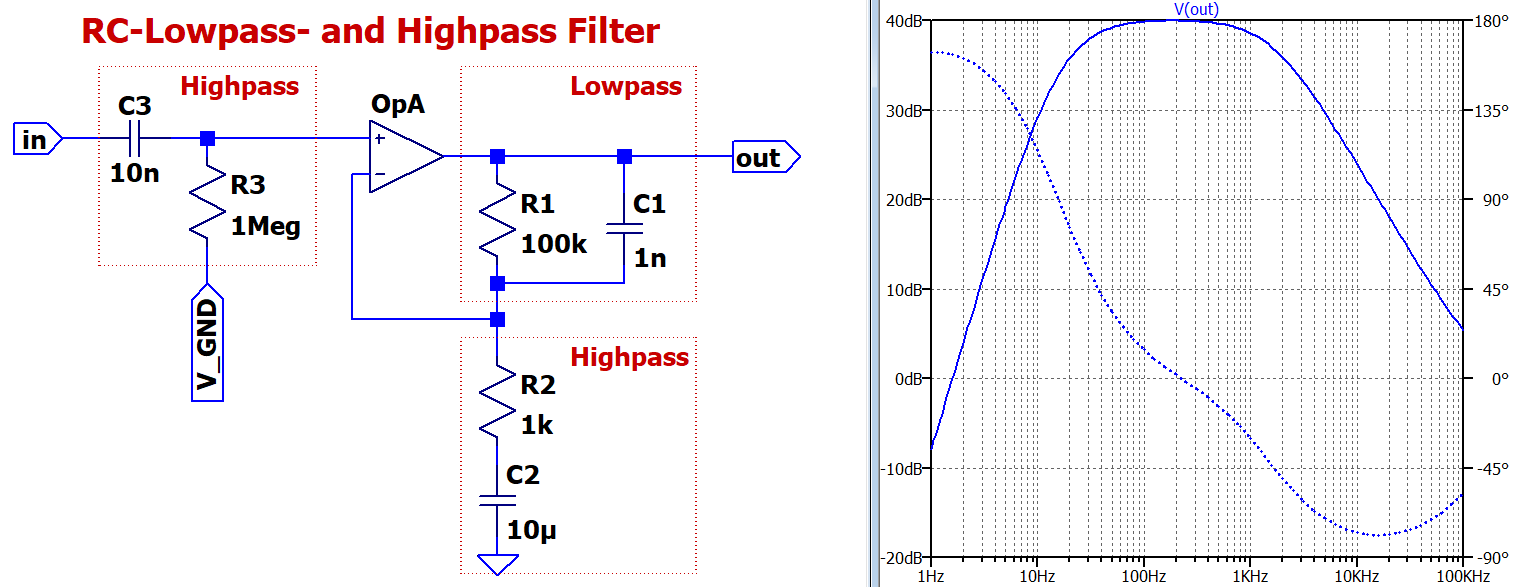 RC-Lowpass- and Highpass Filter
Highpass
Lowpass
C3
in
10n
R3
1Meg
V_GND
OpA
+
−
R1
100k
C1
1n
out
Highpass
R2
1k
C2
10µ
V(out)
40dB
30dB
20dB
10dB
0dB
-10dB
-20dB
180°
135°
90°
45°
0°
-45°
-90°
1Hz
10Hz
100Hz
1KHz
10KHz
100KHz